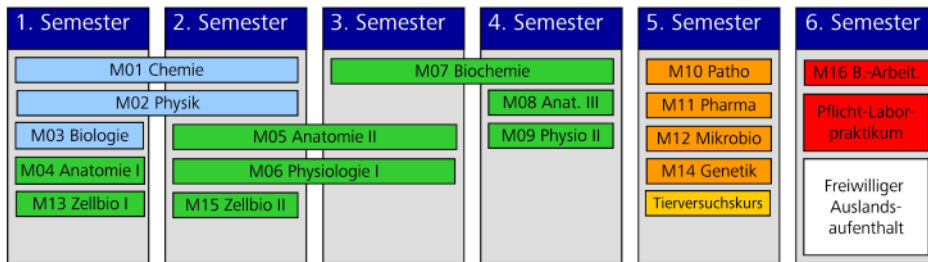 1. Semester
2. Semester
3. Semester
4. Semester
5. Semester
6. Semester
M01 Chemie
M07 Biochemie
M10 Patho
M16 B.-Arbeit.
M02 Physik
M08 Anat. III
M11 Pharma
Pflicht-Labor-
praktikum
M03 Biologie
M05 Anatomie II
M09 Physio II
M12 Mikrobio
M04 Anatomie I
M06 Physiologie I
M14 Genetik
Freiwilliger
Auslands-
aufenthalt
M13 Zellbio I
M15 Zellbio II
Tierversuchskurs